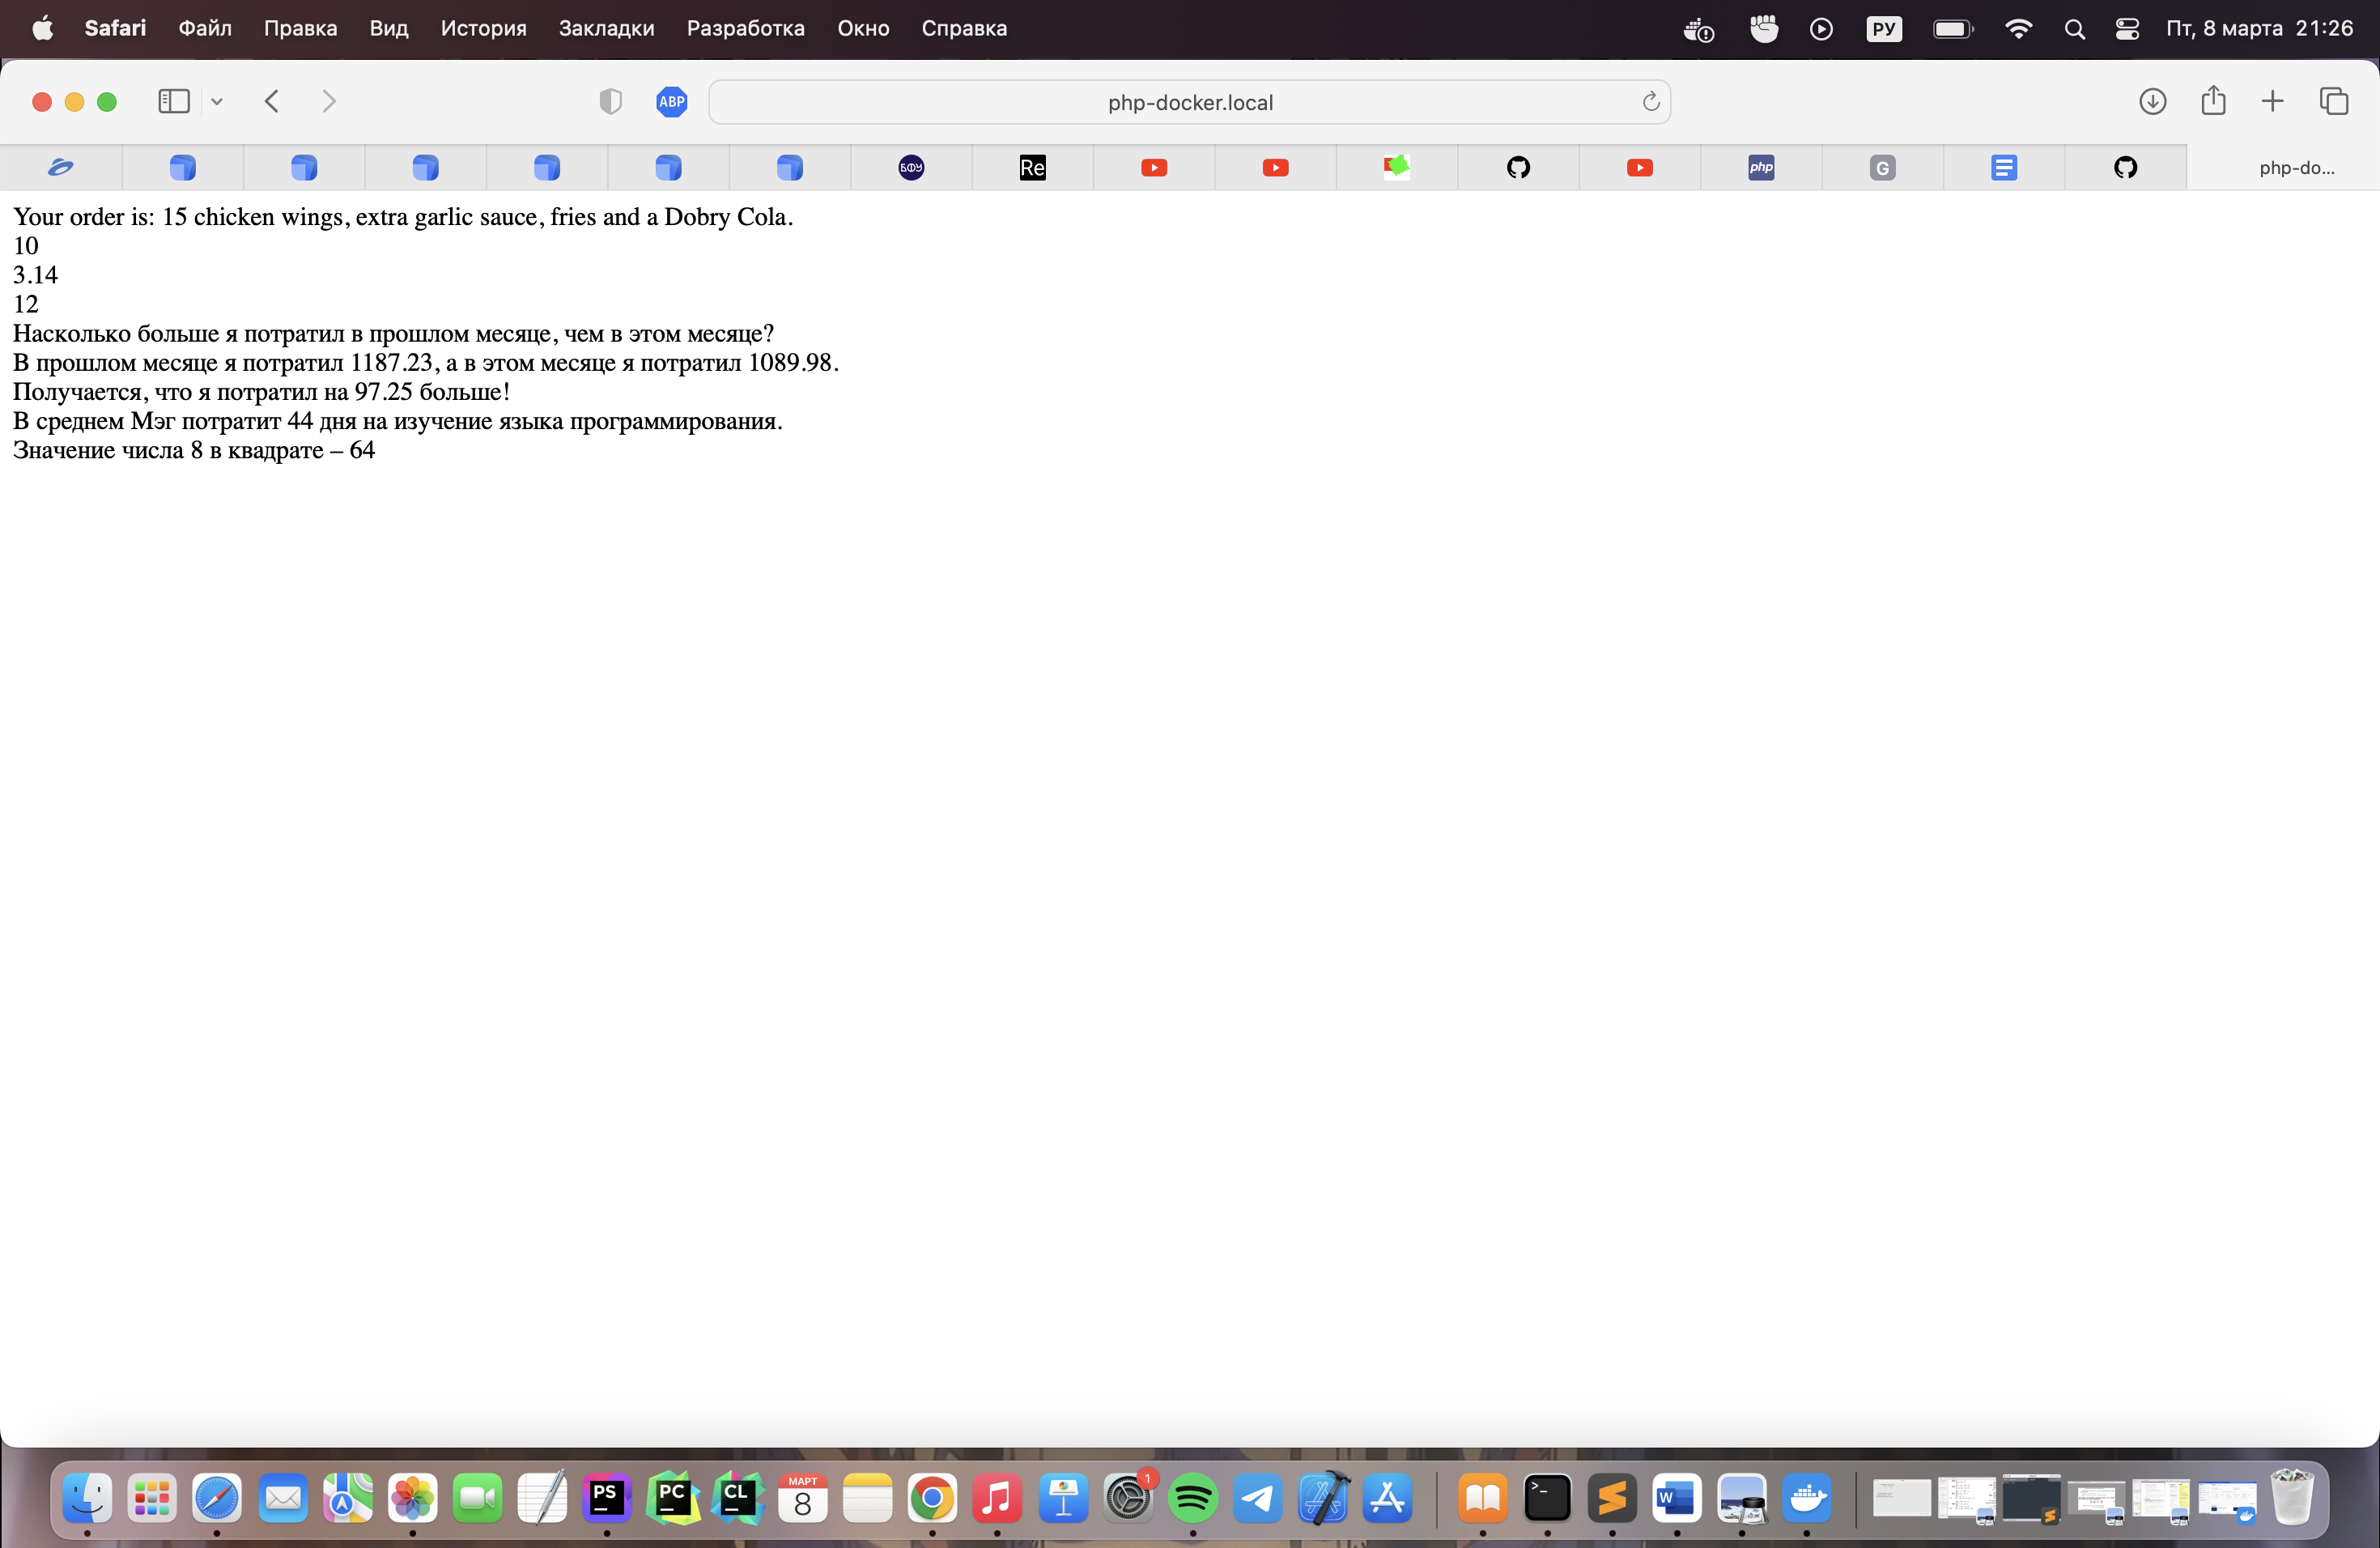 Safari Файл Правка Вид История Закладки Разработка Окно Справка РУ Пт, 8 марта 21:26
ABP php-docker.local
БФУ Re php G php-do...
Your order is: 15 chicken wings, extra garlic sauce, fries and a Dobry Cola.
10
3.14
12
Насколько больше я потратил в прошлом месяце, чем в этом месяце?
В прошлом месяце я потратил 1187.23, а в этом месяце я потратил 1089.98.
Получается, что я потратил на 97.25 больше!
В среднем Мэг потратит 44 дня на изучение языка программирования.
Значение числа 8 в квадрате – 64
PS PC CL МАРТ 8 1 >_ W